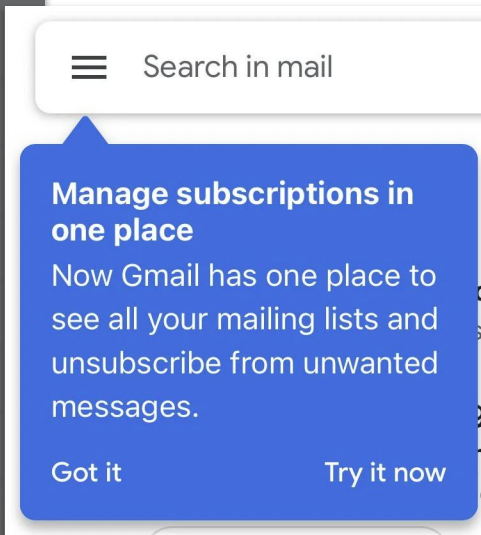 Search in mail
Manage subscriptions in
one place
Now Gmail has one place to
see all your mailing lists and
unsubscribe from unwanted
messages.
Got it
Try it now